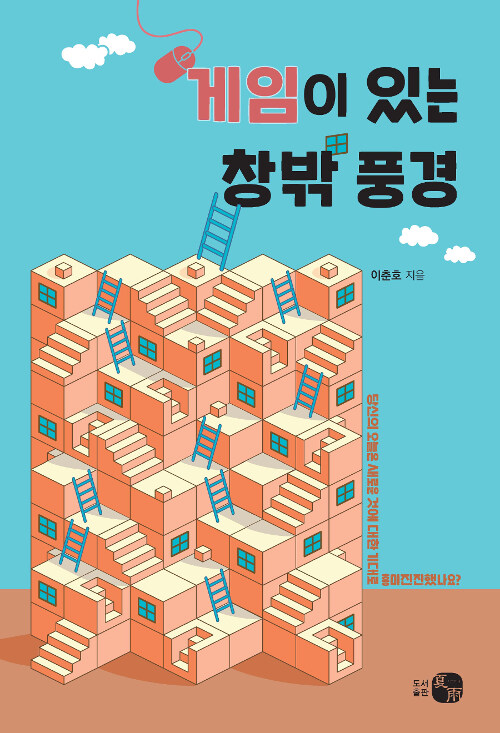 게임이 있는
창밖 풍경
이춘호 지음
당신의 오늘은 새로운 것에 대한 기대로
흥미진진했나요?
도서
출판
夏雨